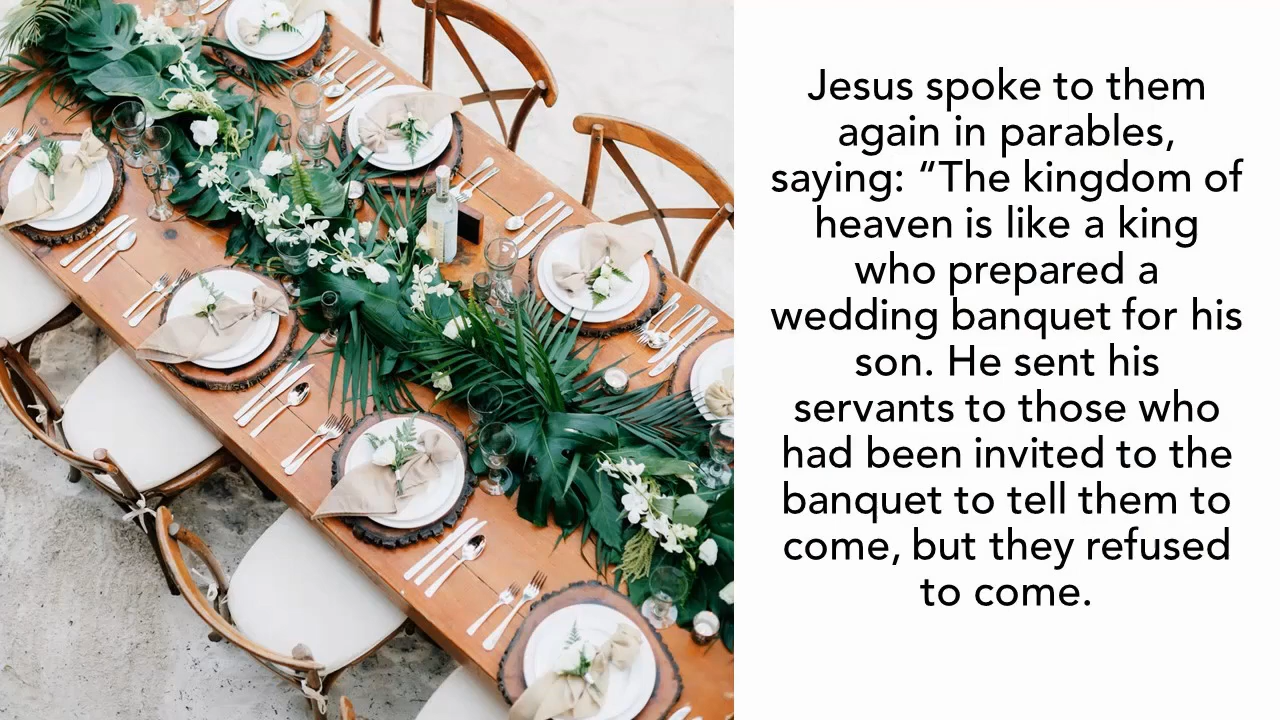 Jesus spoke to them
again in parables,
saying: “The kingdom of
heaven is like a king
who prepared a
wedding banquet for his
son. He sent his
servants to those who
had been invited to the
banquet to tell them to
come, but they refused
to come.